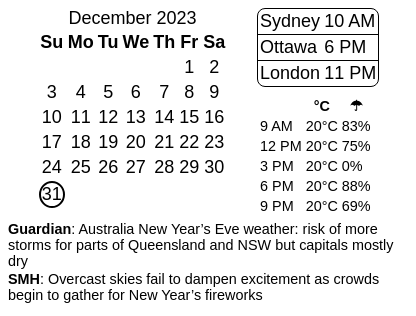 December 2023
Su Mo Tu We Th Fr Sa
1 2
3 4 5 6 7 8 9
10 11 12 13 14 15 16
17 18 19 20 21 22 23
24 25 26 27 28 29 30
31
Sydney 10 AM
Ottawa 6 PM
London 11 PM
°C ☂
9 AM 20°C 83%
12 PM 20°C 75%
3 PM 20°C 0%
6 PM 20°C 88%
9 PM 20°C 69%
Guardian: Australia New Year’s Eve weather: risk of more
storms for parts of Queensland and NSW but capitals mostly
dry
SMH: Overcast skies fail to dampen excitement as crowds
begin to gather for New Year’s fireworks